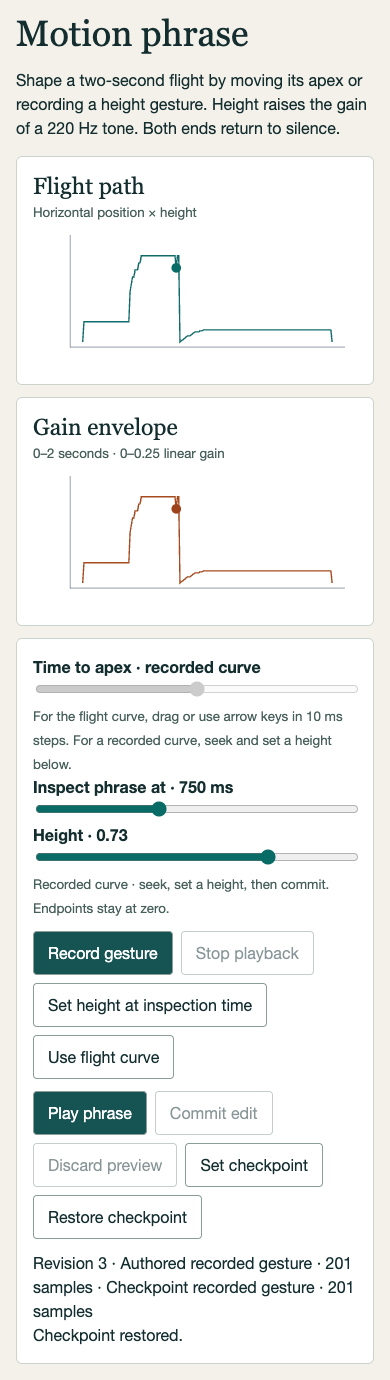 Motion phrase
Shape a two-second flight by moving its apex or
recording a height gesture. Height raises the gain
of a 220 Hz tone. Both ends return to silence.
Flight path
Horizontal position × height
Gain envelope
0–2 seconds · 0–0.25 linear gain
Time to apex · recorded curve
For the flight curve, drag or use arrow keys in 10 ms
steps. For a recorded curve, seek and set a height
below.
Inspect phrase at · 750 ms
Height · 0.73
Recorded curve · seek, set a height, then commit.
Endpoints stay at zero.
Record gesture
Stop playback
Set height at inspection time
Use flight curve
Play phrase
Commit edit
Discard preview
Set checkpoint
Restore checkpoint
Revision 3 · Authored recorded gesture · 201
samples · Checkpoint recorded gesture · 201
samples
Checkpoint restored.